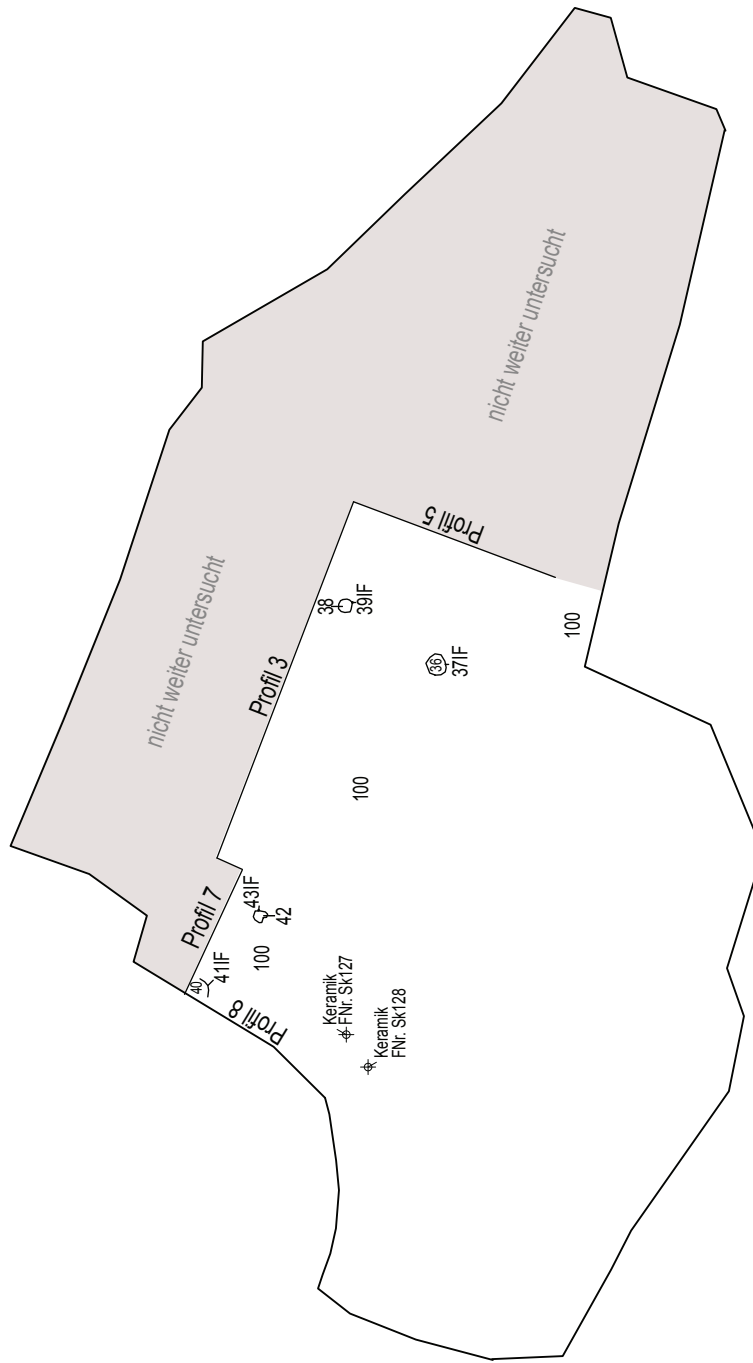 nicht weiter untersucht
nicht weiter untersucht
Profil 5
38
39IF
36
37IF
100
Profil 3
100
Profil 7
43IF
42
40
41IF
100
Profil 8
Keramik
FNr. Sk127
Keramik
FNr. Sk128